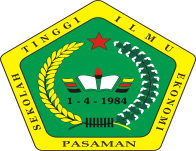 SEKOLAH TINGGI ILMU EKONOMI
1 - 4 - 1984
PASAMAN